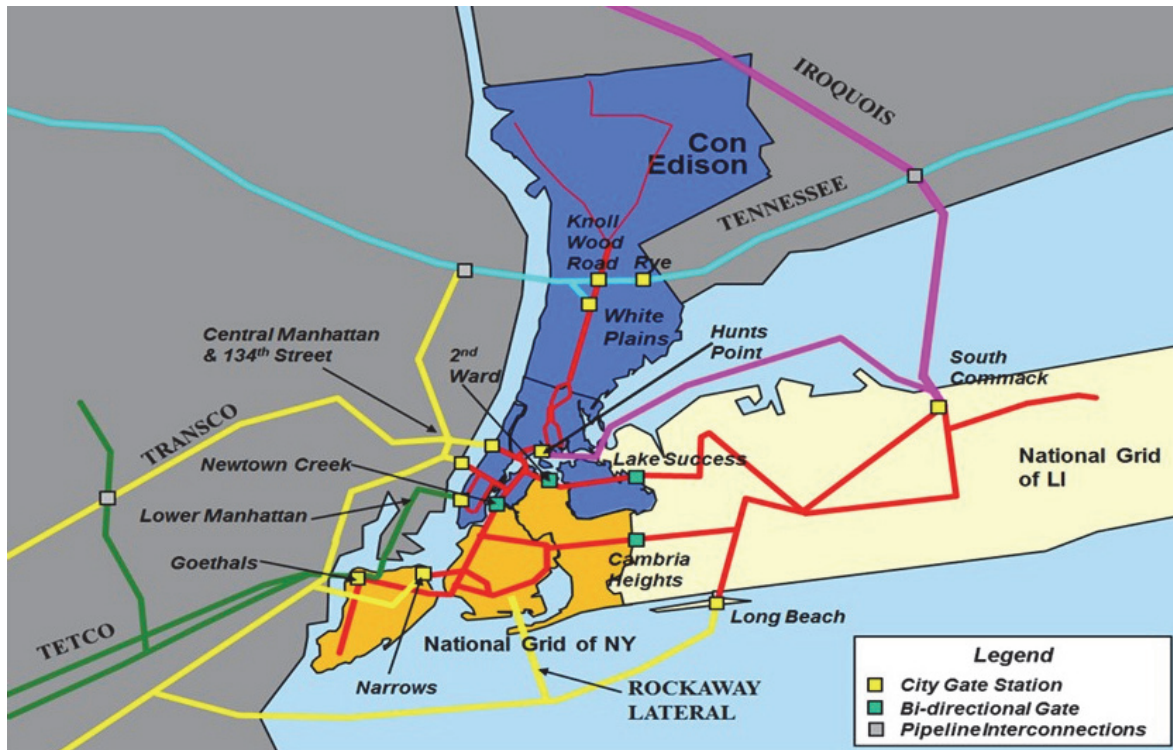 IROQUOIS
Con
Edison
TENNESSEE
Knoll
Wood
Road
Rye
White
Plains
Central Manhattan
& 134th Street
2nd
Ward
Hunts
Point
South
Commack
TRANSCO
Newtown Creek
Lake Success
National Grid
of LI
Lower Manhattan
Goethals
Cambria
Heights
Long Beach
TETCO
National Grid of NY
Narrows
ROCKAWAY
LATERAL
Legend
City Gate Station
Bi-directional Gate
Pipeline Interconnections